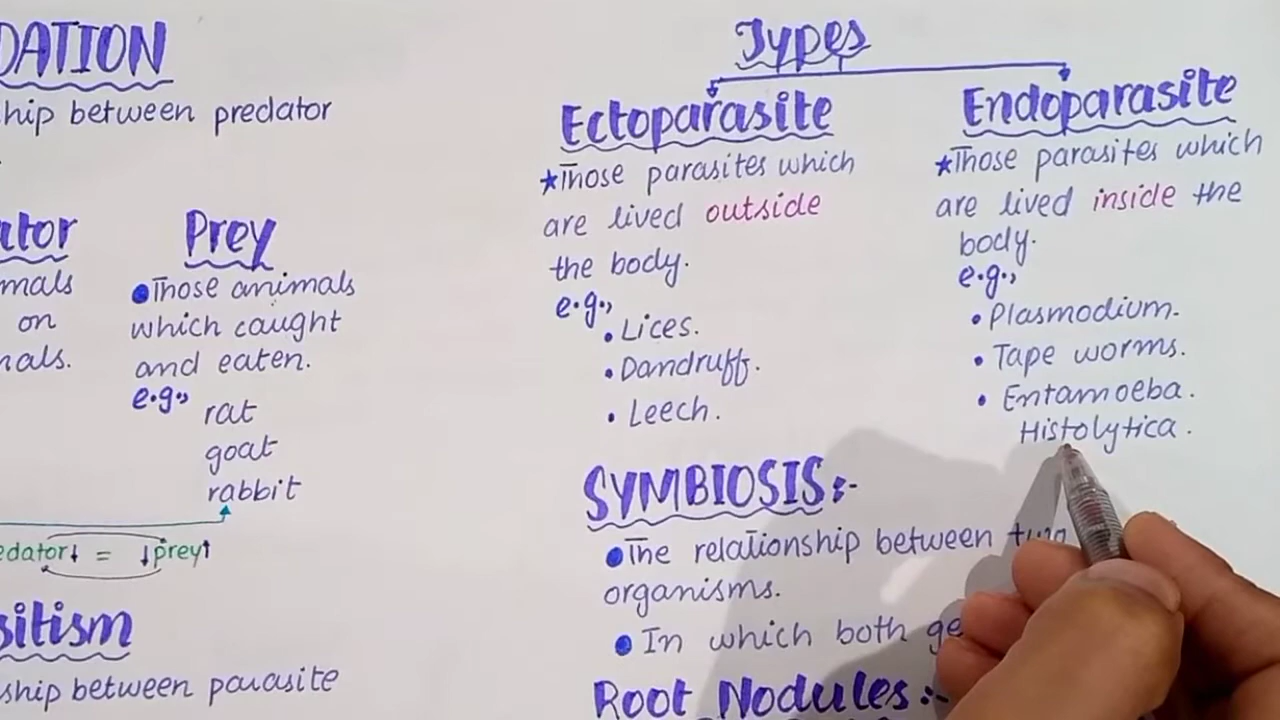 DATION
ship between predator
ator
mals
on
mals.
Prey
Those animals
which caught
and eaten.
e.g.,
rat
goat
rabbit
edator↓ = ↓prey↑
sitism
ship between parasite
Types
Ectoparasite
★Those parasites which
are lived outside
the body.
e.g.,
• Lices.
• Dandruff.
• Leech.
Endoparasite
★Those parasites which
are lived inside the
body.
e.g.,
• Plasmodium.
• Tape worms.
• Entamoeba.
Histolytica.
SYMBIOSIS:-
● The relationship between two
organisms.
● In which both ge
Root Nodules:-